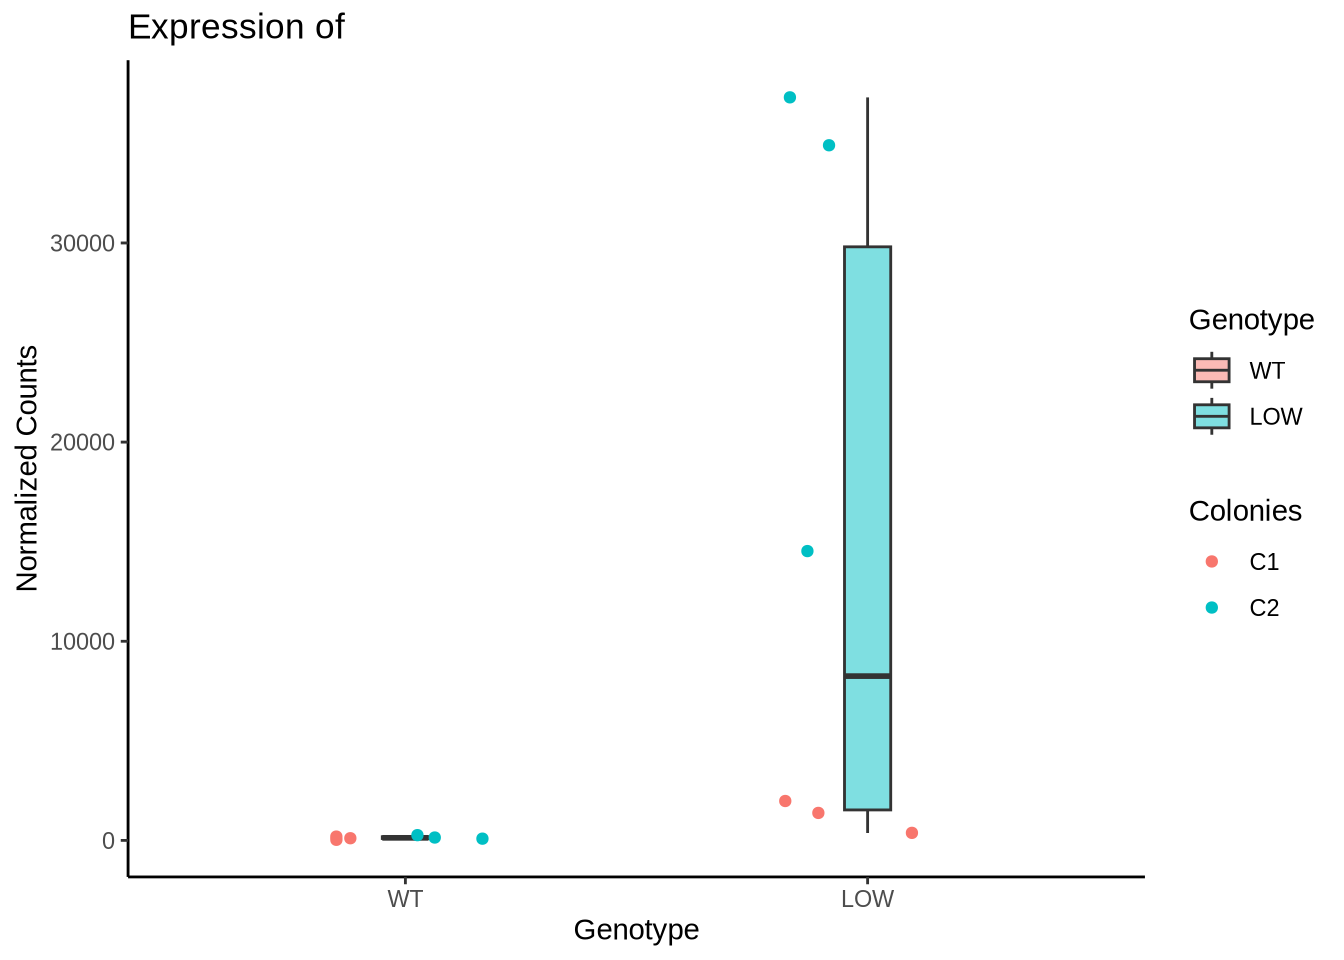 Expression of
Normalized Counts
30000
20000
10000
0
WT
LOW
Genotype
Genotype
WT
LOW
Colonies
C1
C2